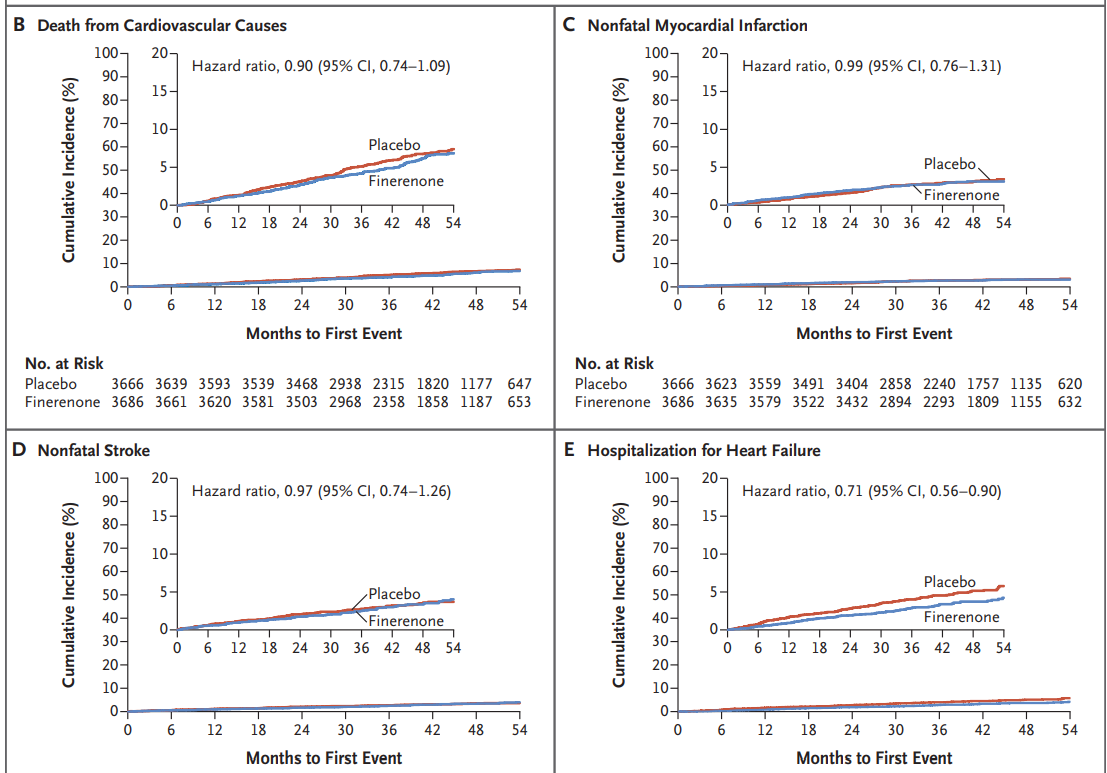 B Death from Cardiovascular Causes
Cumulative Incidence (%)
100
90
80
70
60
50
40
30
20
10
0
20
15
10
5
0
Hazard ratio, 0.90 (95% CI, 0.74–1.09)
Placebo
Finerenone
0 6 12 18 24 30 36 42 48 54
0 6 12 18 24 30 36 42 48 54
Months to First Event
No. at Risk
Placebo 3666 3639 3593 3539 3468 2938 2315 1820 1177 647
Finerenone 3686 3661 3620 3581 3503 2968 2358 1858 1187 653
C Nonfatal Myocardial Infarction
Cumulative Incidence (%)
100
90
80
70
60
50
40
30
20
10
0
20
15
10
5
0
Hazard ratio, 0.99 (95% CI, 0.76–1.31)
Placebo
Finerenone
0 6 12 18 24 30 36 42 48 54
0 6 12 18 24 30 36 42 48 54
Months to First Event
No. at Risk
Placebo 3666 3623 3559 3491 3404 2858 2240 1757 1135 620
Finerenone 3686 3635 3579 3522 3432 2894 2293 1809 1155 632
D Nonfatal Stroke
Cumulative Incidence (%)
100
90
80
70
60
50
40
30
20
10
0
20
15
10
5
0
Hazard ratio, 0.97 (95% CI, 0.74–1.26)
Placebo
Finerenone
0 6 12 18 24 30 36 42 48 54
0 6 12 18 24 30 36 42 48 54
Months to First Event
E Hospitalization for Heart Failure
Cumulative Incidence (%)
100
90
80
70
60
50
40
30
20
10
0
20
15
10
5
0
Hazard ratio, 0.71 (95% CI, 0.56–0.90)
Placebo
Finerenone
0 6 12 18 24 30 36 42 48 54
0 6 12 18 24 30 36 42 48 54
Months to First Event